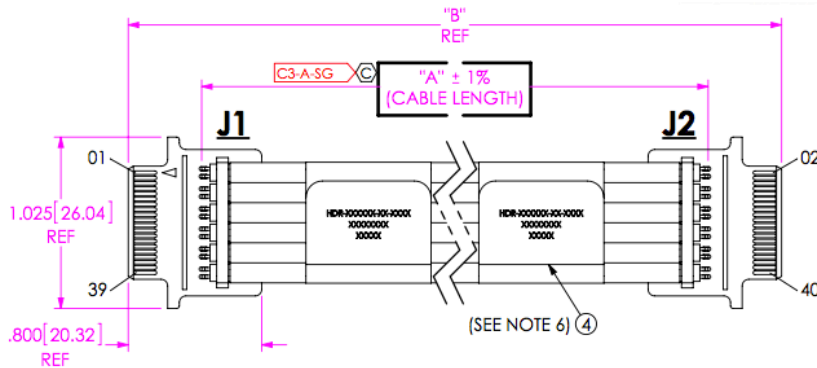 "B"
REF
C3-A-SG C "A" ± 1%
(CABLE LENGTH)
J1 J2
01 02
1.025[26.04]
REF
HDR-XXXXXX-XX-XXXX HDR-XXXXXX-XX-XXXX
XXXXXXXX XXXXXXXX
XXXXX XXXXX
39 40
(SEE NOTE 6) 4
.800[20.32]
REF